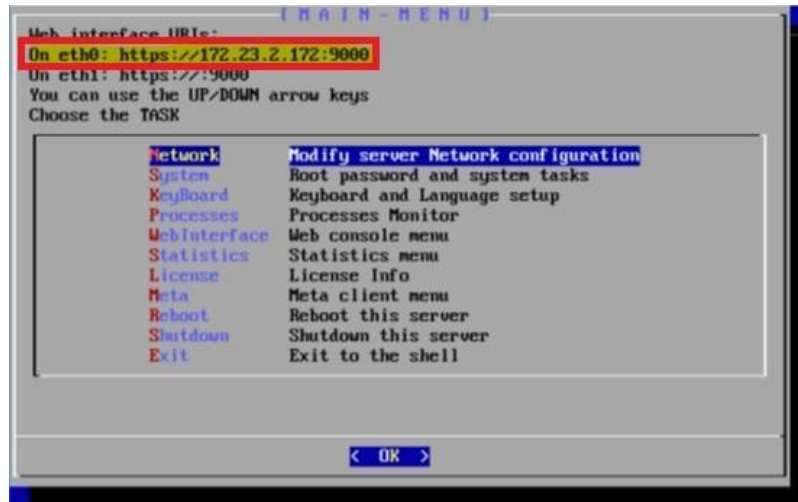 [ M A I N - M E N U ]
Web interface URIs:
On eth0: https://172.23.2.172:9000
On eth1: https://:9000
You can use the UP/DOWN arrow keys
Choose the TASK
Network Modify server Network configuration
System Root password and system tasks
KeyBoard Keyboard and Language setup
Processes Processes Monitor
WebInterface Web console menu
Statistics Statistics menu
License License Info
Meta Meta client menu
Reboot Reboot this server
Shutdown Shutdown this server
Exit Exit to the shell
< OK >